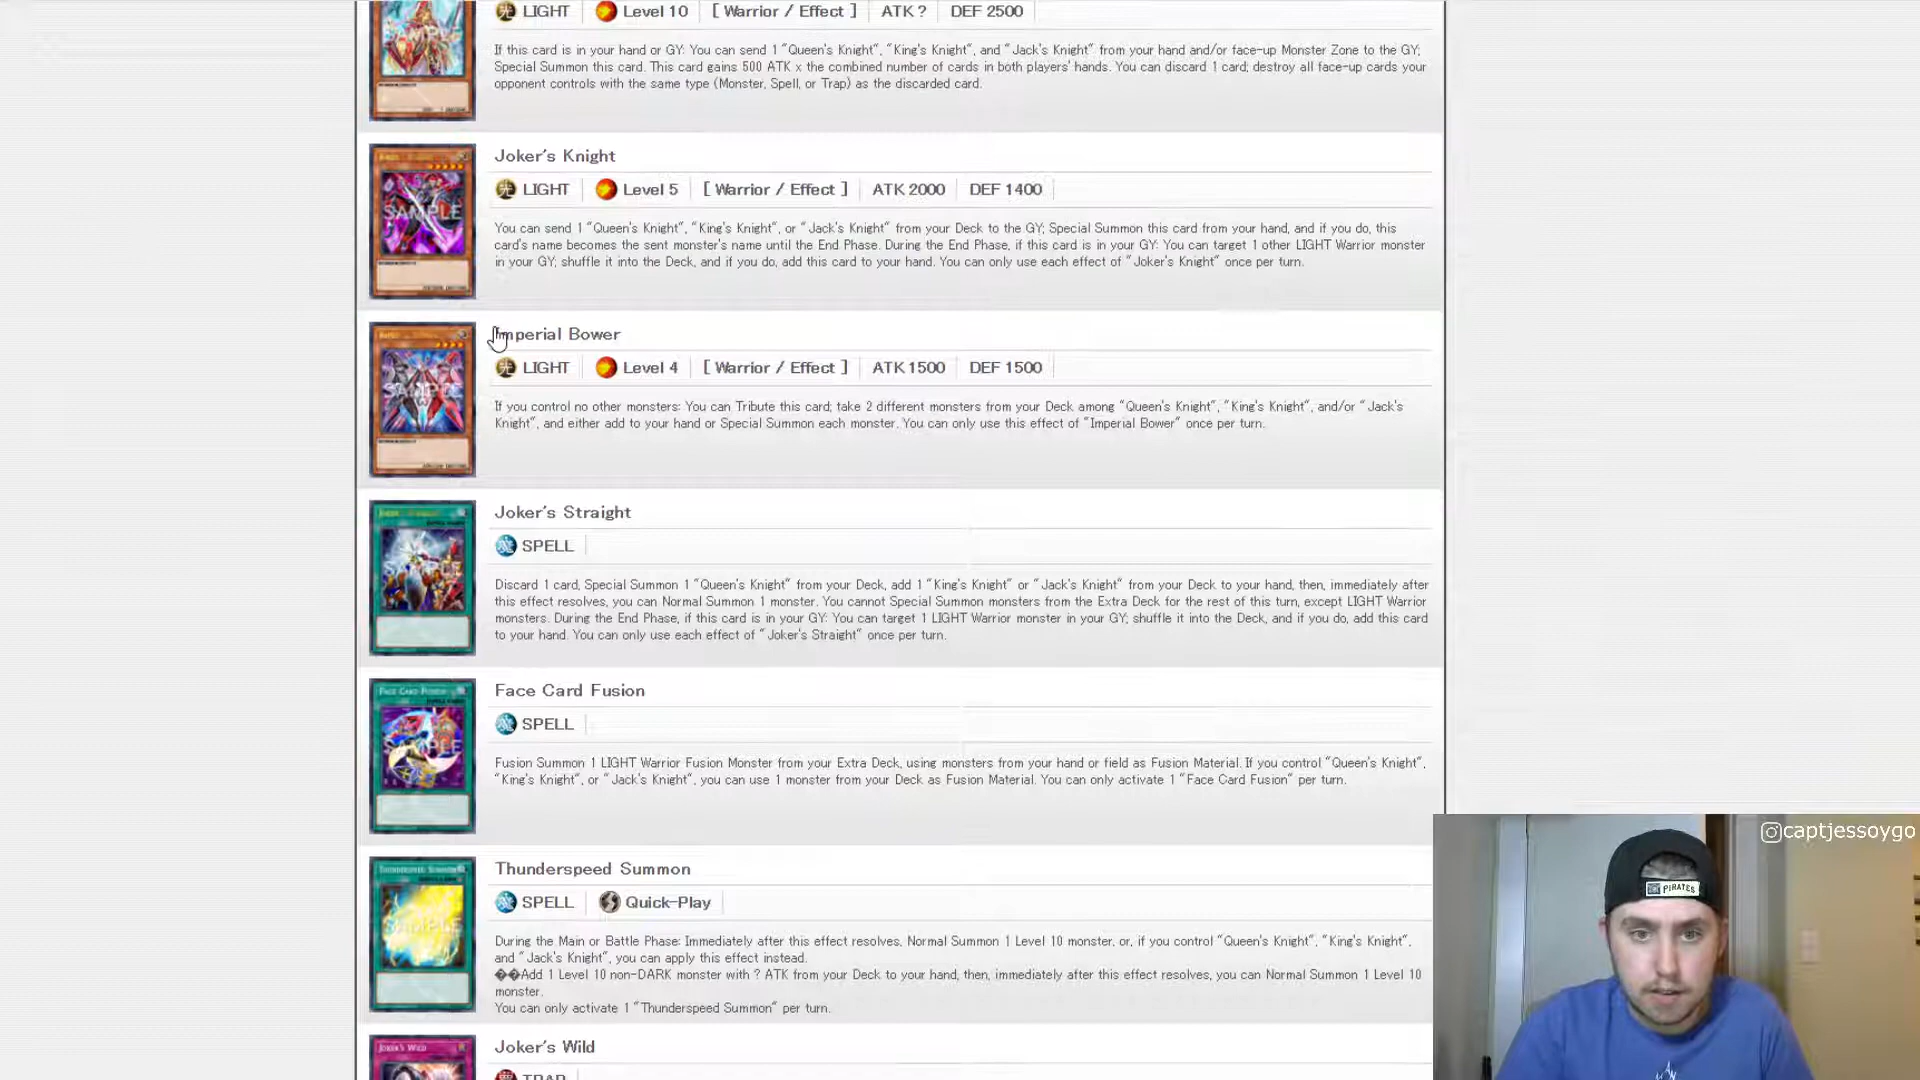 LIGHT Level 10 [ Warrior / Effect ] ATK ? DEF 2500
If this card is in your hand or GY: You can send 1 "Queen's Knight", "King's Knight", and "Jack's Knight" from your hand and/or face-up Monster Zone to the GY;
Special Summon this card. This card gains 500 ATK x the combined number of cards in both players' hands. You can discard 1 card; destroy all face-up cards your
opponent controls with the same type (Monster, Spell, or Trap) as the discarded card.
Joker's Knight
光 LIGHT Level 5 [ Warrior / Effect ] ATK 2000 DEF 1400
SAMPLE
You can send 1 "Queen's Knight", "King's Knight", or "Jack's Knight" from your Deck to the GY; Special Summon this card from your hand, and if you do, this
card's name becomes the sent monster's name until the End Phase. During the End Phase, if this card is in your GY: You can target 1 other LIGHT Warrior monster
in your GY; shuffle it into the Deck, and if you do, add this card to your hand. You can only use each effect of "Joker's Knight" once per turn.
Imperial Bower
光 LIGHT Level 4 [ Warrior / Effect ] ATK 1500 DEF 1500
SAMPLE
If you control no other monsters: You can Tribute this card; take 2 different monsters from your Deck among "Queen's Knight", "King's Knight", and/or "Jack's
Knight", and either add to your hand or Special Summon each monster. You can only use this effect of "Imperial Bower" once per turn.
Joker's Straight
SPELL
Discard 1 card, Special Summon 1 "Queen's Knight" from your Deck, add 1 "King's Knight" or "Jack's Knight" from your Deck to your hand, then, immediately after
this effect resolves, you can Normal Summon 1 monster. You cannot Special Summon monsters from the Extra Deck for the rest of this turn, except LIGHT Warrior
monsters. During the End Phase, if this card is in your GY: You can target 1 LIGHT Warrior monster in your GY; shuffle it into the Deck, and if you do, add this card
to your hand. You can only use each effect of "Joker's Straight" once per turn.
FACE CARD FUSION
SAMPLE
Face Card Fusion
SPELL
Fusion Summon 1 LIGHT Warrior Fusion Monster from your Extra Deck, using monsters from your hand or field as Fusion Material. If you control "Queen's Knight",
"King's Knight", or "Jack's Knight", you can use 1 monster from your Deck as Fusion Material. You can only activate 1 "Face Card Fusion" per turn.
@captjessoygo
PIRATES
THUNDERSPEED SUMMON
SAMPLE
Thunderspeed Summon
SPELL Quick-Play
During the Main or Battle Phase: Immediately after this effect resolves, Normal Summon 1 Level 10 monster, or, if you control "Queen's Knight", "King's Knight",
and "Jack's Knight", you can apply this effect instead.
��Add 1 Level 10 non-DARK monster with ? ATK from your Deck to your hand, then, immediately after this effect resolves, you can Normal Summon 1 Level 10
monster.
You can only activate 1 "Thunderspeed Summon" per turn.
JOKER'S WILD
Joker's Wild
TRAP